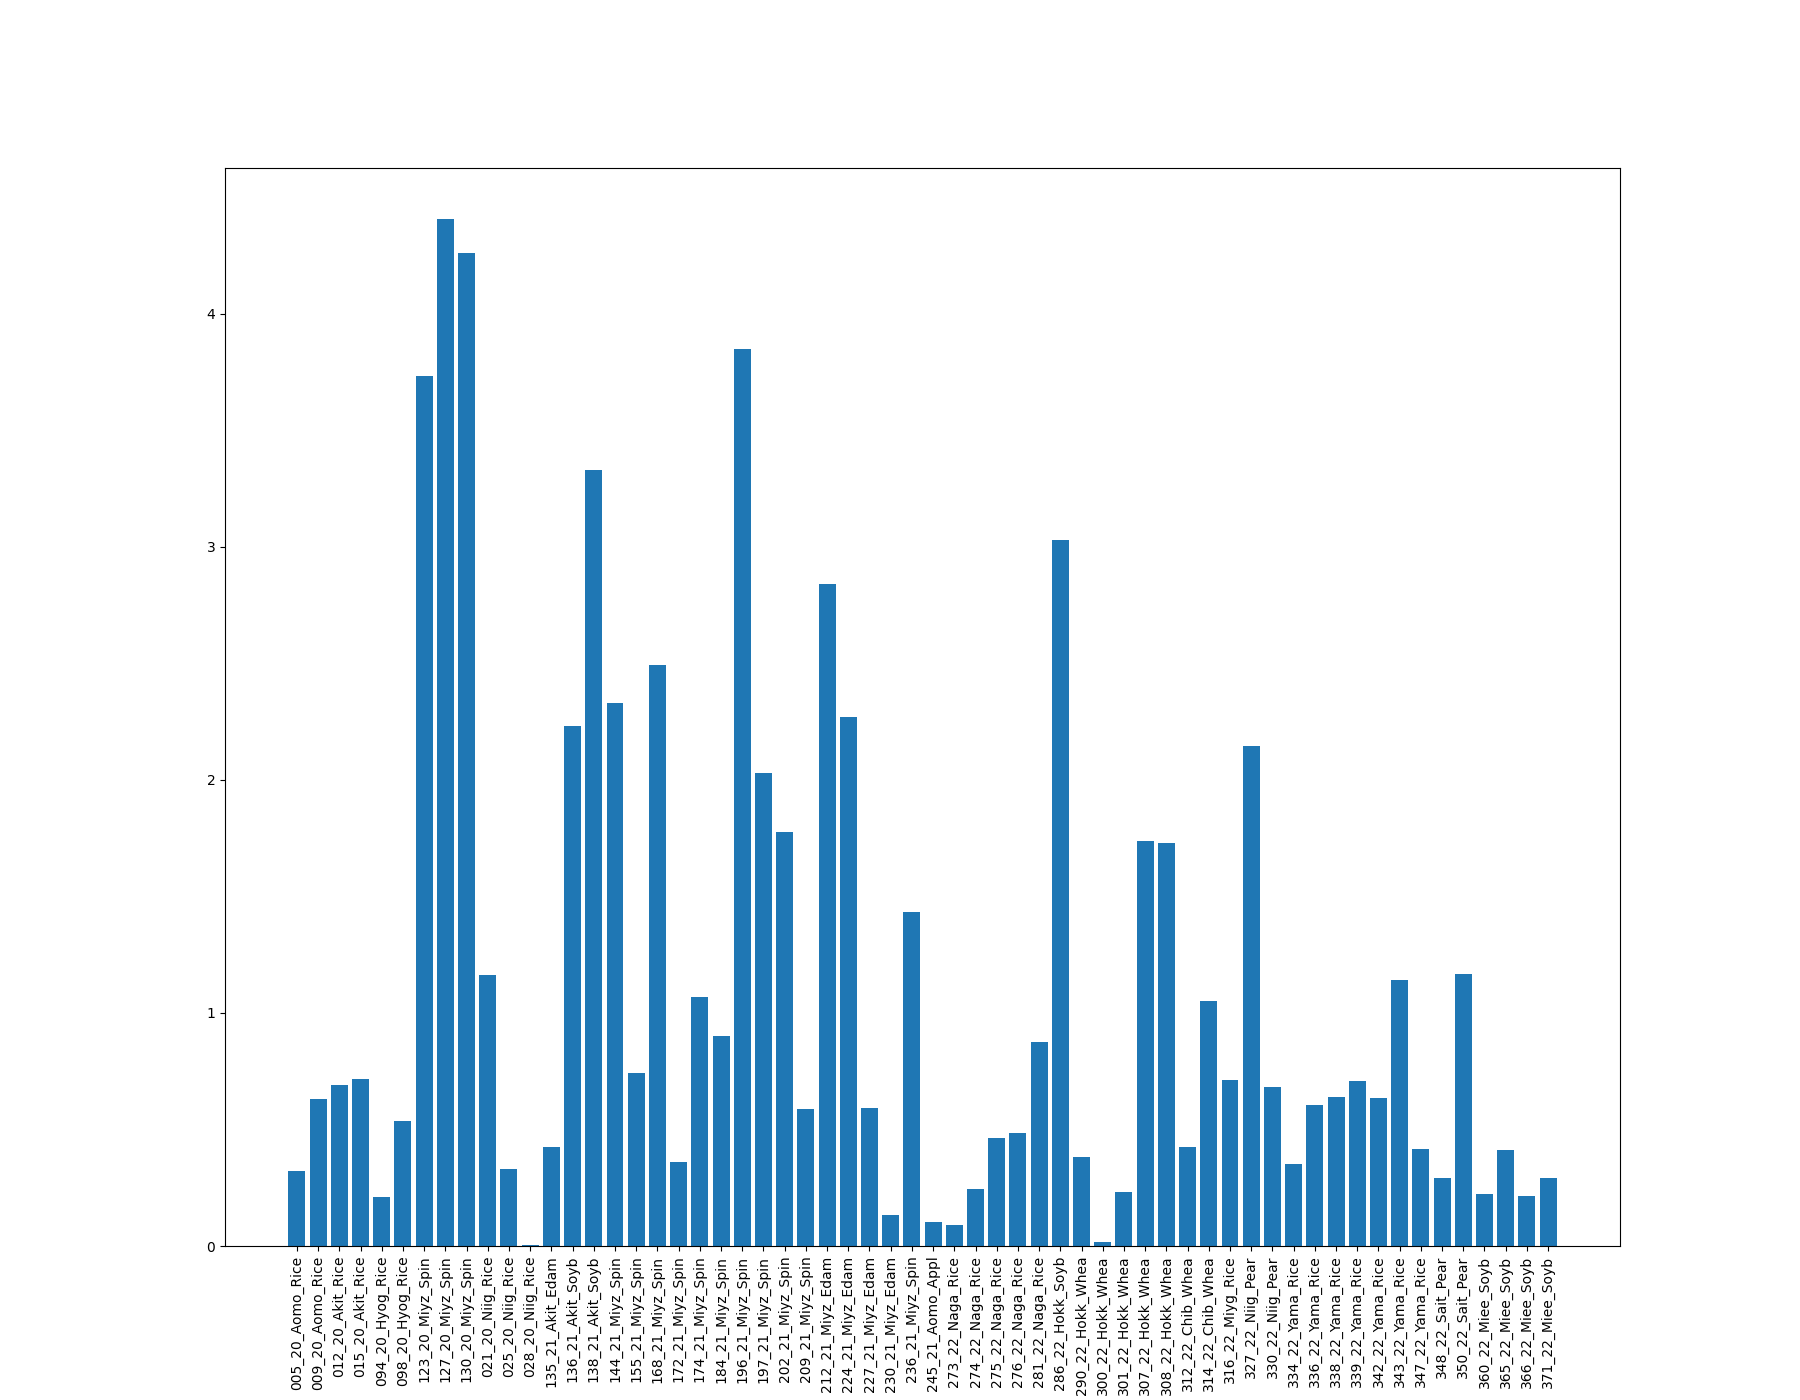 4
3
2
1
0
005_20_Aomo_Rice
009_20_Aomo_Rice
012_20_Akit_Rice
015_20_Akit_Rice
094_20_Hyog_Rice
098_20_Hyog_Rice
123_20_Miyz_Spin
127_20_Miyz_Spin
130_20_Miyz_Spin
021_20_Niig_Rice
025_20_Niig_Rice
028_20_Niig_Rice
135_21_Akit_Edam
136_21_Akit_Soyb
138_21_Akit_Soyb
144_21_Miyz_Spin
155_21_Miyz_Spin
168_21_Miyz_Spin
172_21_Miyz_Spin
174_21_Miyz_Spin
184_21_Miyz_Spin
196_21_Miyz_Spin
197_21_Miyz_Spin
202_21_Miyz_Spin
209_21_Miyz_Spin
212_21_Miyz_Edam
224_21_Miyz_Edam
227_21_Miyz_Edam
230_21_Miyz_Edam
236_21_Miyz_Spin
245_21_Aomo_Appl
273_22_Naga_Rice
274_22_Naga_Rice
275_22_Naga_Rice
276_22_Naga_Rice
281_22_Naga_Rice
286_22_Hokk_Soyb
290_22_Hokk_Whea
300_22_Hokk_Whea
301_22_Hokk_Whea
307_22_Hokk_Whea
308_22_Hokk_Whea
312_22_Chib_Whea
314_22_Chib_Whea
316_22_Miyg_Rice
327_22_Niig_Pear
330_22_Niig_Pear
334_22_Yama_Rice
336_22_Yama_Rice
338_22_Yama_Rice
339_22_Yama_Rice
342_22_Yama_Rice
343_22_Yama_Rice
347_22_Yama_Rice
348_22_Sait_Pear
350_22_Sait_Pear
360_22_Miee_Soyb
365_22_Miee_Soyb
366_22_Miee_Soyb
371_22_Miee_Soyb